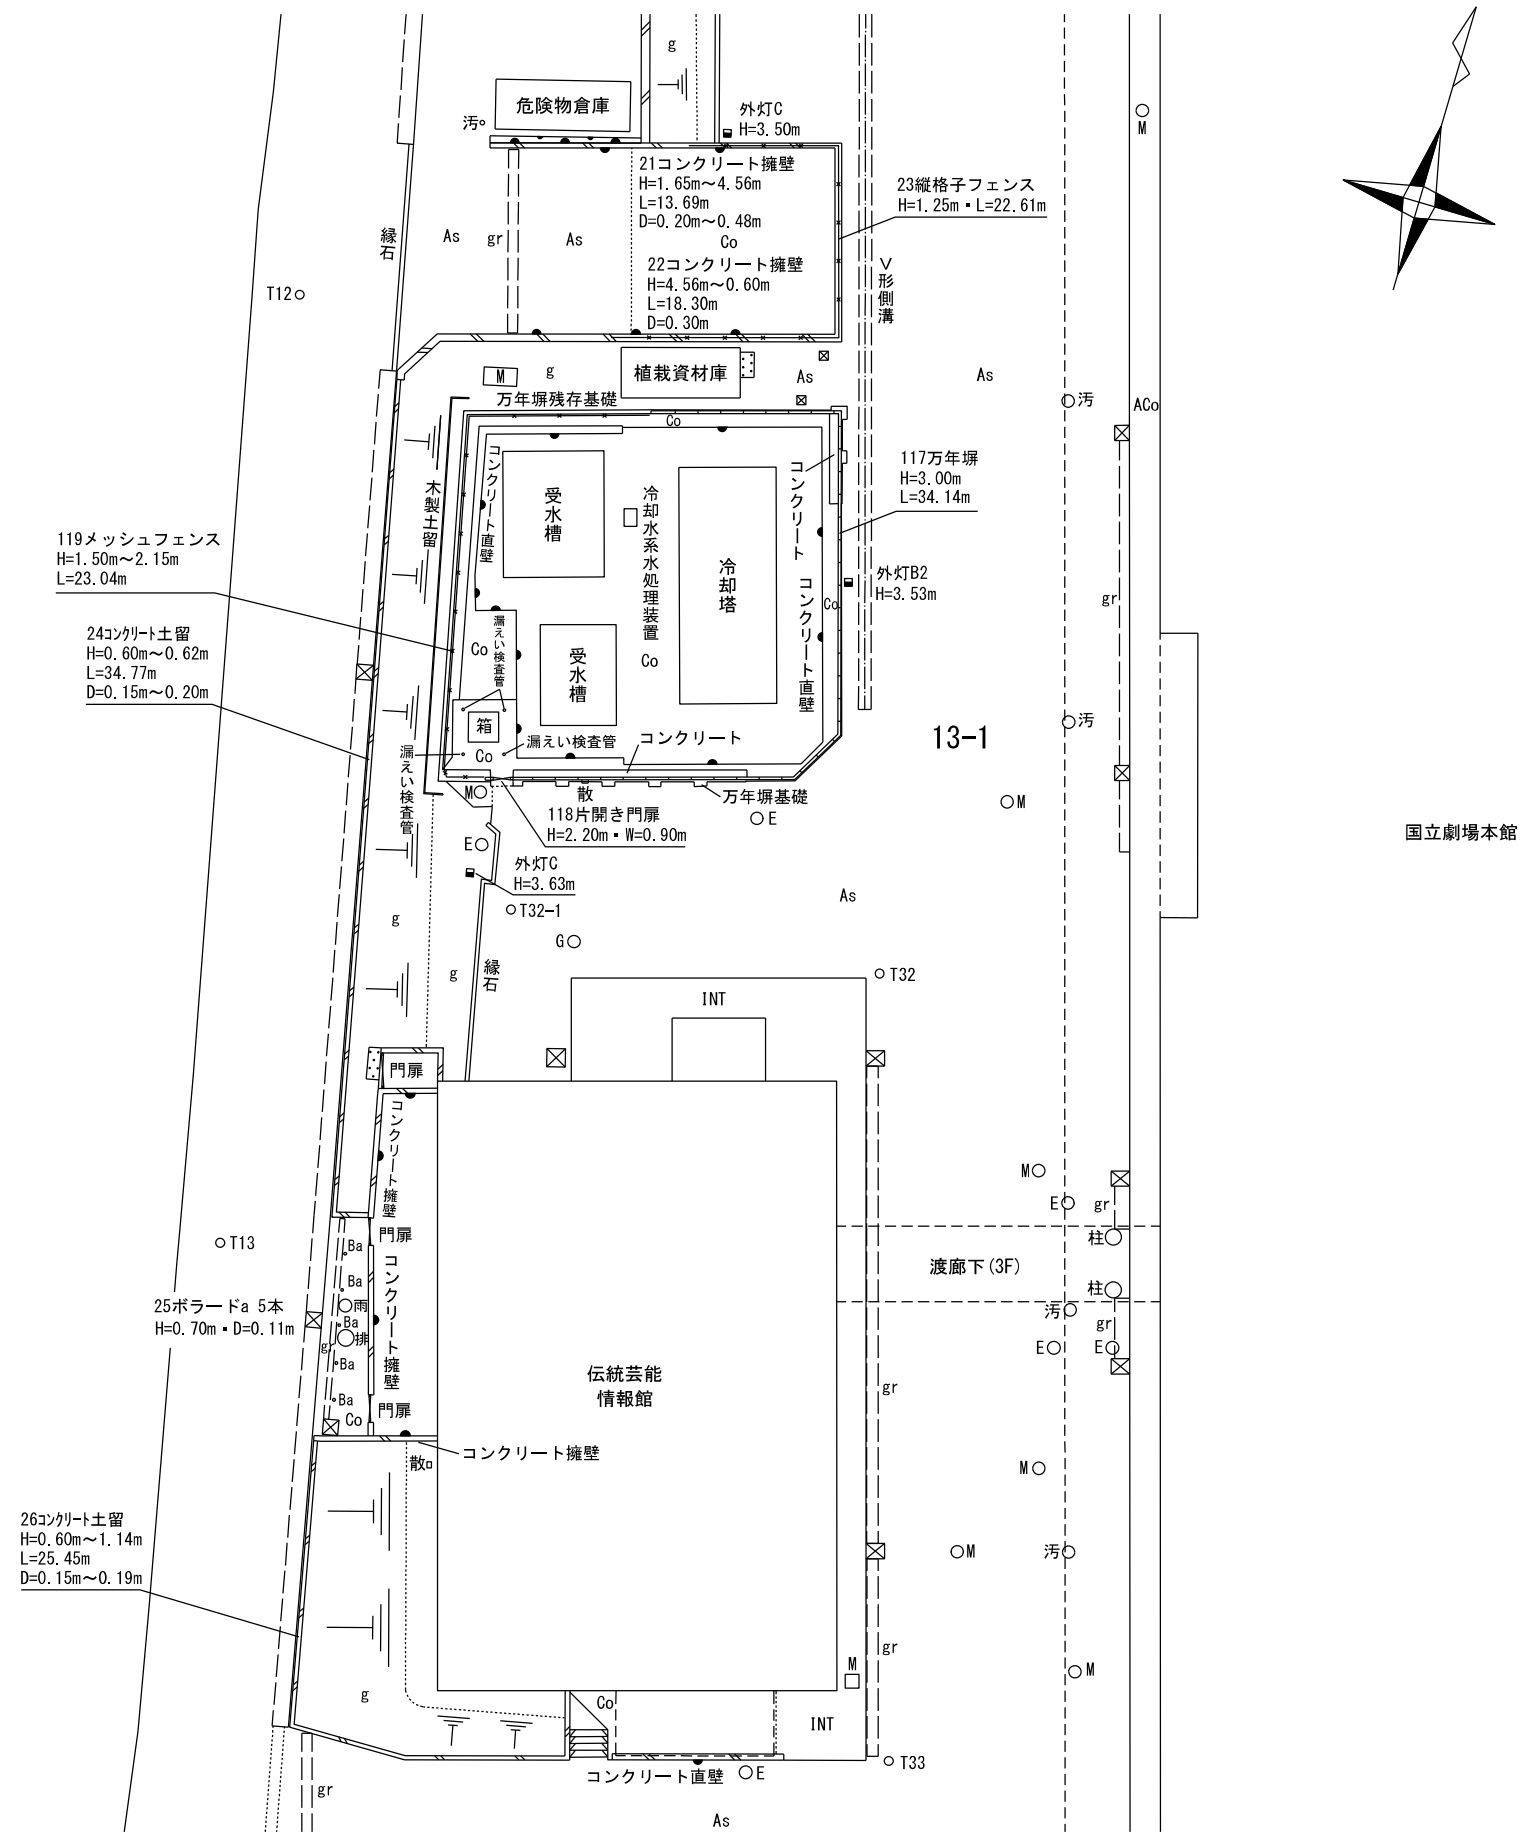 g
危険物倉庫
汚
外灯C
H=3.50m
M
21コンクリート擁壁
H=1.65m～4.56m
L=13.69m
D=0.20m～0.48m
Co
22コンクリート擁壁
H=4.56m～0.60m
L=18.30m
D=0.30m
23縦格子フェンス
H=1.25m・L=22.61m
縁石
As
gr
As
V形側溝
T12
M
g
植栽資材庫
As
As
万年塀残存基礎
汚
ACo
Co
コンクリート直壁
受水槽
冷却水系水処理装置
Co
冷却塔
コンクリート
コンクリート直壁
Co
117万年塀
H=3.00m
L=34.14m
木製土留
119メッシュフェンス
H=1.50m～2.15m
L=23.04m
外灯B2
H=3.53m
gr
24コンクリート土留
H=0.60m～0.62m
L=34.77m
D=0.15m～0.20m
Co
漏えい検査管
受水槽
箱
Co
漏えい検査管
コンクリート
漏えい検査管
13-1
汚
M
散
万年塀基礎
118片開き門扉
H=2.20m・W=0.90m
E
M
国立劇場本館
E
外灯C
H=3.63m
As
T32-1
g
G
g
縁石
T32
INT
門扉
コンクリート擁壁
M
E
gr
T13
門扉
柱
Ba
コンクリート擁壁
渡廊下(3F)
Ba
柱
25ボラードa 5本
H=0.70m・D=0.11m
雨
汚
Ba
排
gr
gr
E
E
Ba
伝統芸能
情報館
gr
Ba
門扉
Co
コンクリート擁壁
散
M
26コンクリート土留
H=0.60m～1.14m
L=25.45m
D=0.15m～0.19m
M
汚
gr
M
M
g
Co
INT
T33
コンクリート直壁
E
gr
As